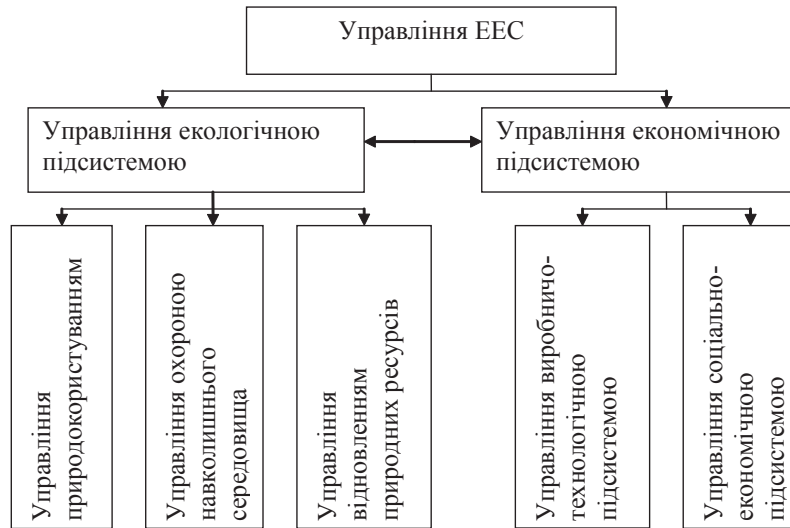 Управління ЕЕС
Управління екологічною
підсистемою
Управління економічною
підсистемою
Управління
природокористуванням
Управління охороною
навколишнього
середовища
Управління
відновленням
природних ресурсів
Управління виробничо-
технологічною
підсистемою
Управління соціально-
економічною
підсистемою